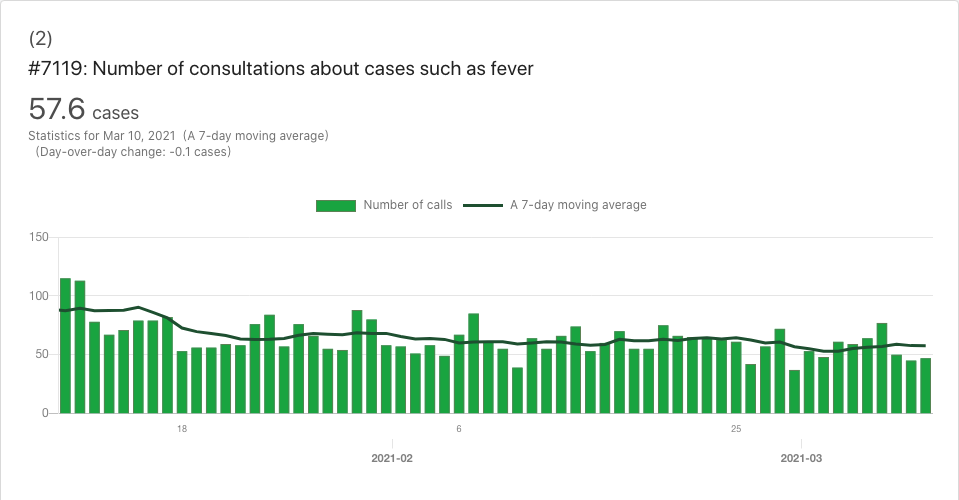 (2)
#7119: Number of consultations about cases such as fever
57.6 cases
Statistics for Mar 10, 2021 (A 7-day moving average)
(Day-over-day change: -0.1 cases)
Number of calls A 7-day moving average
150
100
50
0
18 6 25
2021-02 2021-03